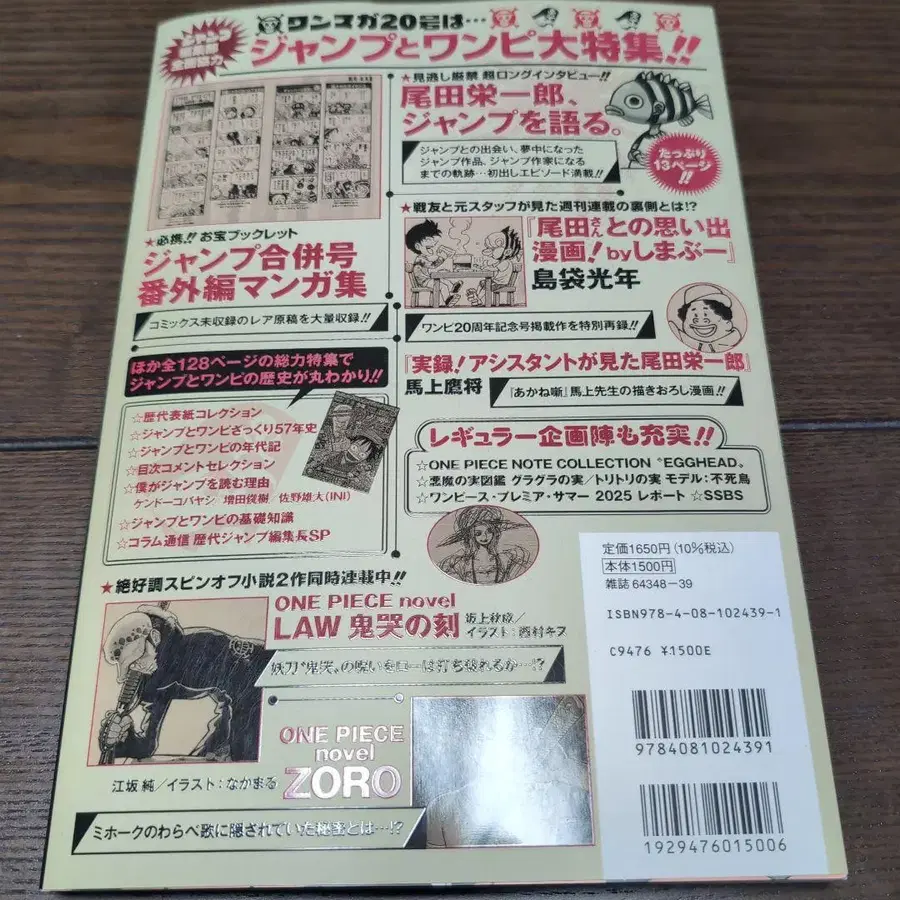 ワンマガ20号は…
ジャンプとワンピ大特集!!
全面協力
★見逃し厳禁 超ロングインタビュー!!
尾田栄一郎、
ジャンプを語る。
ジャンプとの出会い、夢中になった
ジャンプ作品、ジャンプ作家になる
までの軌跡…初出しエピソード満載!!
たっぷり
13ページ
!!
★必携!! お宝ブックレット
ジャンプ合併号
番外編マンガ集
コミックス未収録のレア原稿を大量収録!!
★戦友と元スタッフが見た週刊連載の裏側とは!?
『尾田さんとの思い出
漫画!byしまぶー』
島袋光年
ワンピ20周年記念号掲載作を特別再録!!
『実録!アシスタントが見た尾田栄一郎』
馬上鷹将
『あかね噺』馬上先生の描きおろし漫画!!
ほか全128ページの総力特集で
ジャンプとワンピの歴史が丸わかり!!
☆歴代表紙コレクション
☆ジャンプとワンピざっくり57年史
☆ジャンプとワンピの年代記
☆目次コメントセレクション
☆僕がジャンプを読む理由
ケンドーコバヤシ 増田俊樹 佐野雄大(INI)
☆ジャンプとワンピの基礎知識
☆コラム通信 歴代ジャンプ編集長SP
レギュラー企画陣も充実!!
☆ONE PIECE NOTE COLLECTION "EGGHEAD"
☆悪魔の実図鑑 グラグラの実/トリトリの実 モデル:不死鳥
☆ワンピース・プレミア・サマー 2025 レポート ☆SSBS
★絶好調スピンオフ小説2作同時連載中!!
ONE PIECE novel
LAW 鬼哭の刻
坂上秋成/
イラスト:西村キヌ
妖刀"鬼哭"の呪いをローは打ち破れるか…!?
ONE PIECE
novel
ZORO
江坂 純/イラスト:なかまる
ミホークのわらべ歌に隠されていた秘密とは…!?
定価1650円(10%税込)
本体1500円
雑誌 64348-39
ISBN978-4-08-102439-1
C9476 ¥1500E
9784081024391
1929476015006